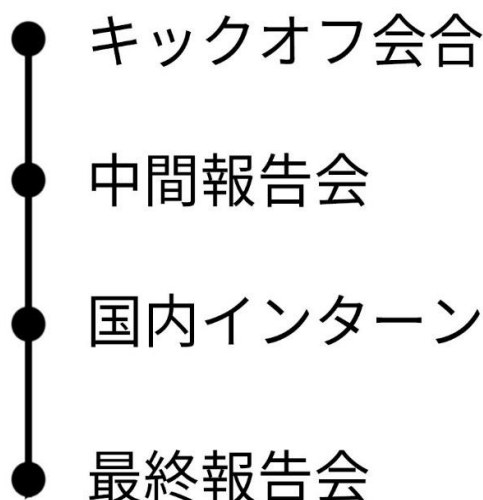 キックオフ会合
中間報告会
国内インターン
最終報告会